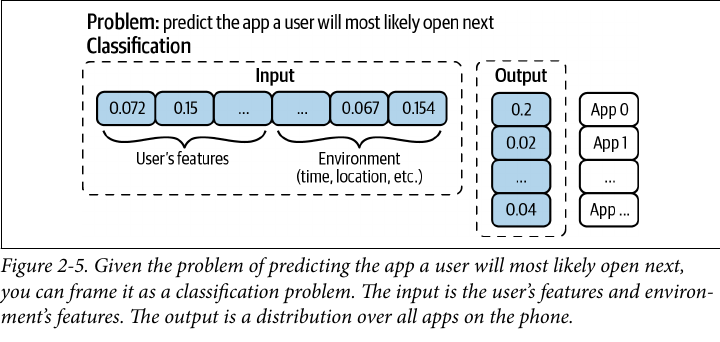 Problem: predict the app a user will most likely open next
Classification
Input
Output
0.072 0.15 ... ... 0.067 0.154
0.2 App 0
0.02 App 1
... ...
0.04 App ...
User's features
Environment
(time, location, etc.)
Figure 2-5. Given the problem of predicting the app a user will most likely open next,
you can frame it as a classification problem. The input is the user's features and environ-
ment's features. The output is a distribution over all apps on the phone.